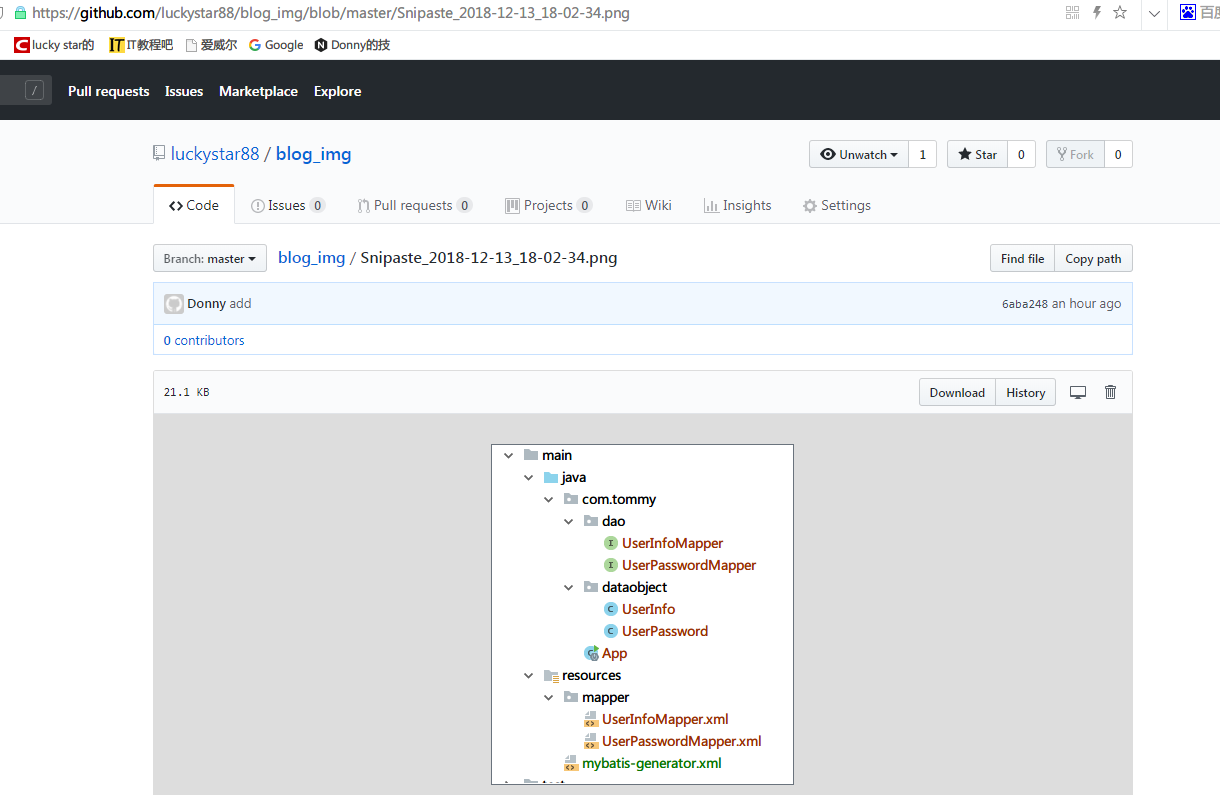 https://github.com/luckystar88/blog_img/blob/master/Snipaste_2018-12-13_18-02-34.png 百度
lucky star的 IT教程吧 爱威尔 Google Donny的技
/ Pull requests Issues Marketplace Explore
luckystar88 / blog_img Unwatch 1 Star 0 Fork 0
Code Issues 0 Pull requests 0 Projects 0 Wiki Insights Settings
Branch: master blog_img / Snipaste_2018-12-13_18-02-34.png Find file Copy path
Donny add 6aba248 an hour ago
0 contributors
21.1 KB Download History
main
java
com.tommy
dao
UserInfoMapper
UserPasswordMapper
dataobject
UserInfo
UserPassword
App
resources
mapper
UserInfoMapper.xml
UserPasswordMapper.xml
mybatis-generator.xml